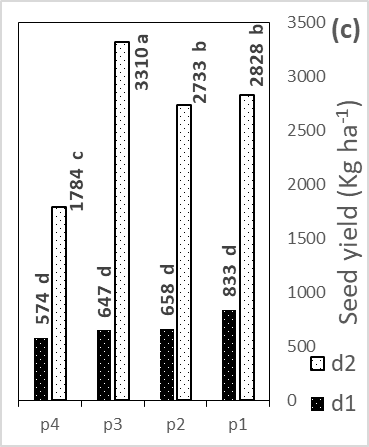 (c)
3500
3000
2500
2000
1500
1000
500
0
Seed yield (Kg ha-1)
574 d
1784 c
647 d
3310 a
658 d
2733 b
833 d
2828 b
p4 p3 p2 p1
d2
d1